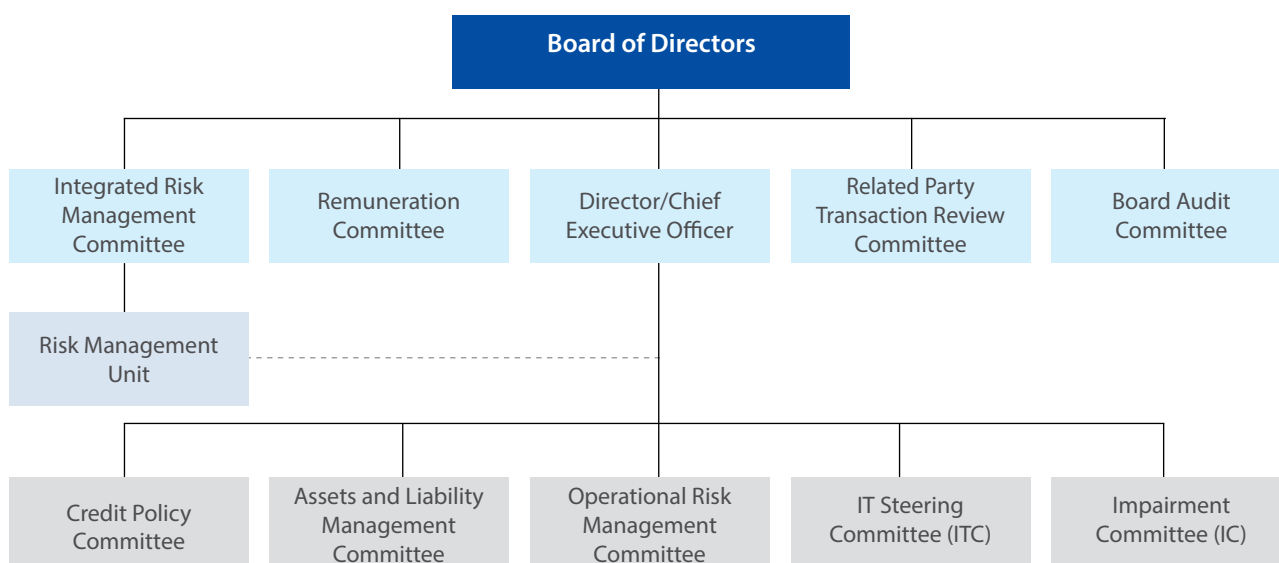 Board of Directors
Integrated Risk
Management
Committee
Remuneration
Committee
Director/Chief
Executive Officer
Related Party
Transaction Review
Committee
Board Audit
Committee
Risk Management
Unit
Credit Policy
Committee
Assets and Liability
Management
Committee
Operational Risk
Management
Committee
IT Steering
Committee (ITC)
Impairment
Committee (IC)